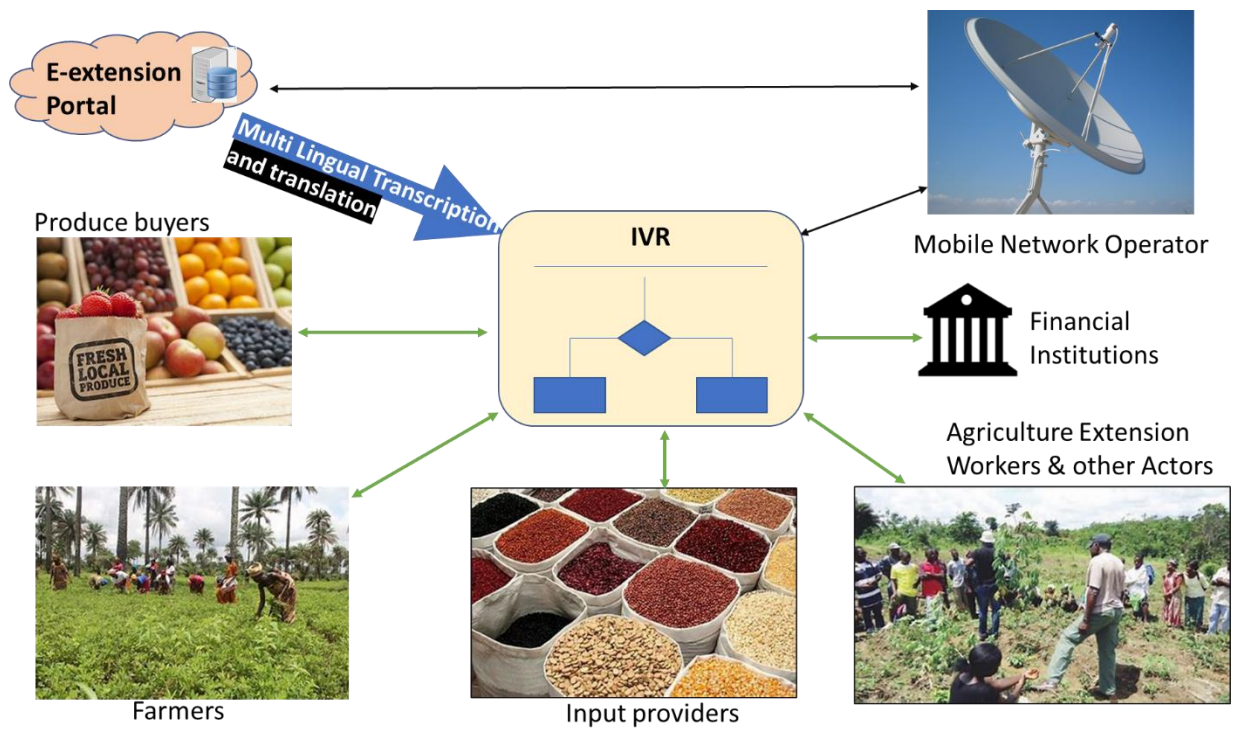 E-extension
Portal
Multi Lingual Transcription
and translation
IVR
Mobile Network Operator
Produce buyers
FRESH
LOCAL
PRODUCE
Financial
Institutions
Agriculture Extension
Workers & other Actors
Farmers
Input providers